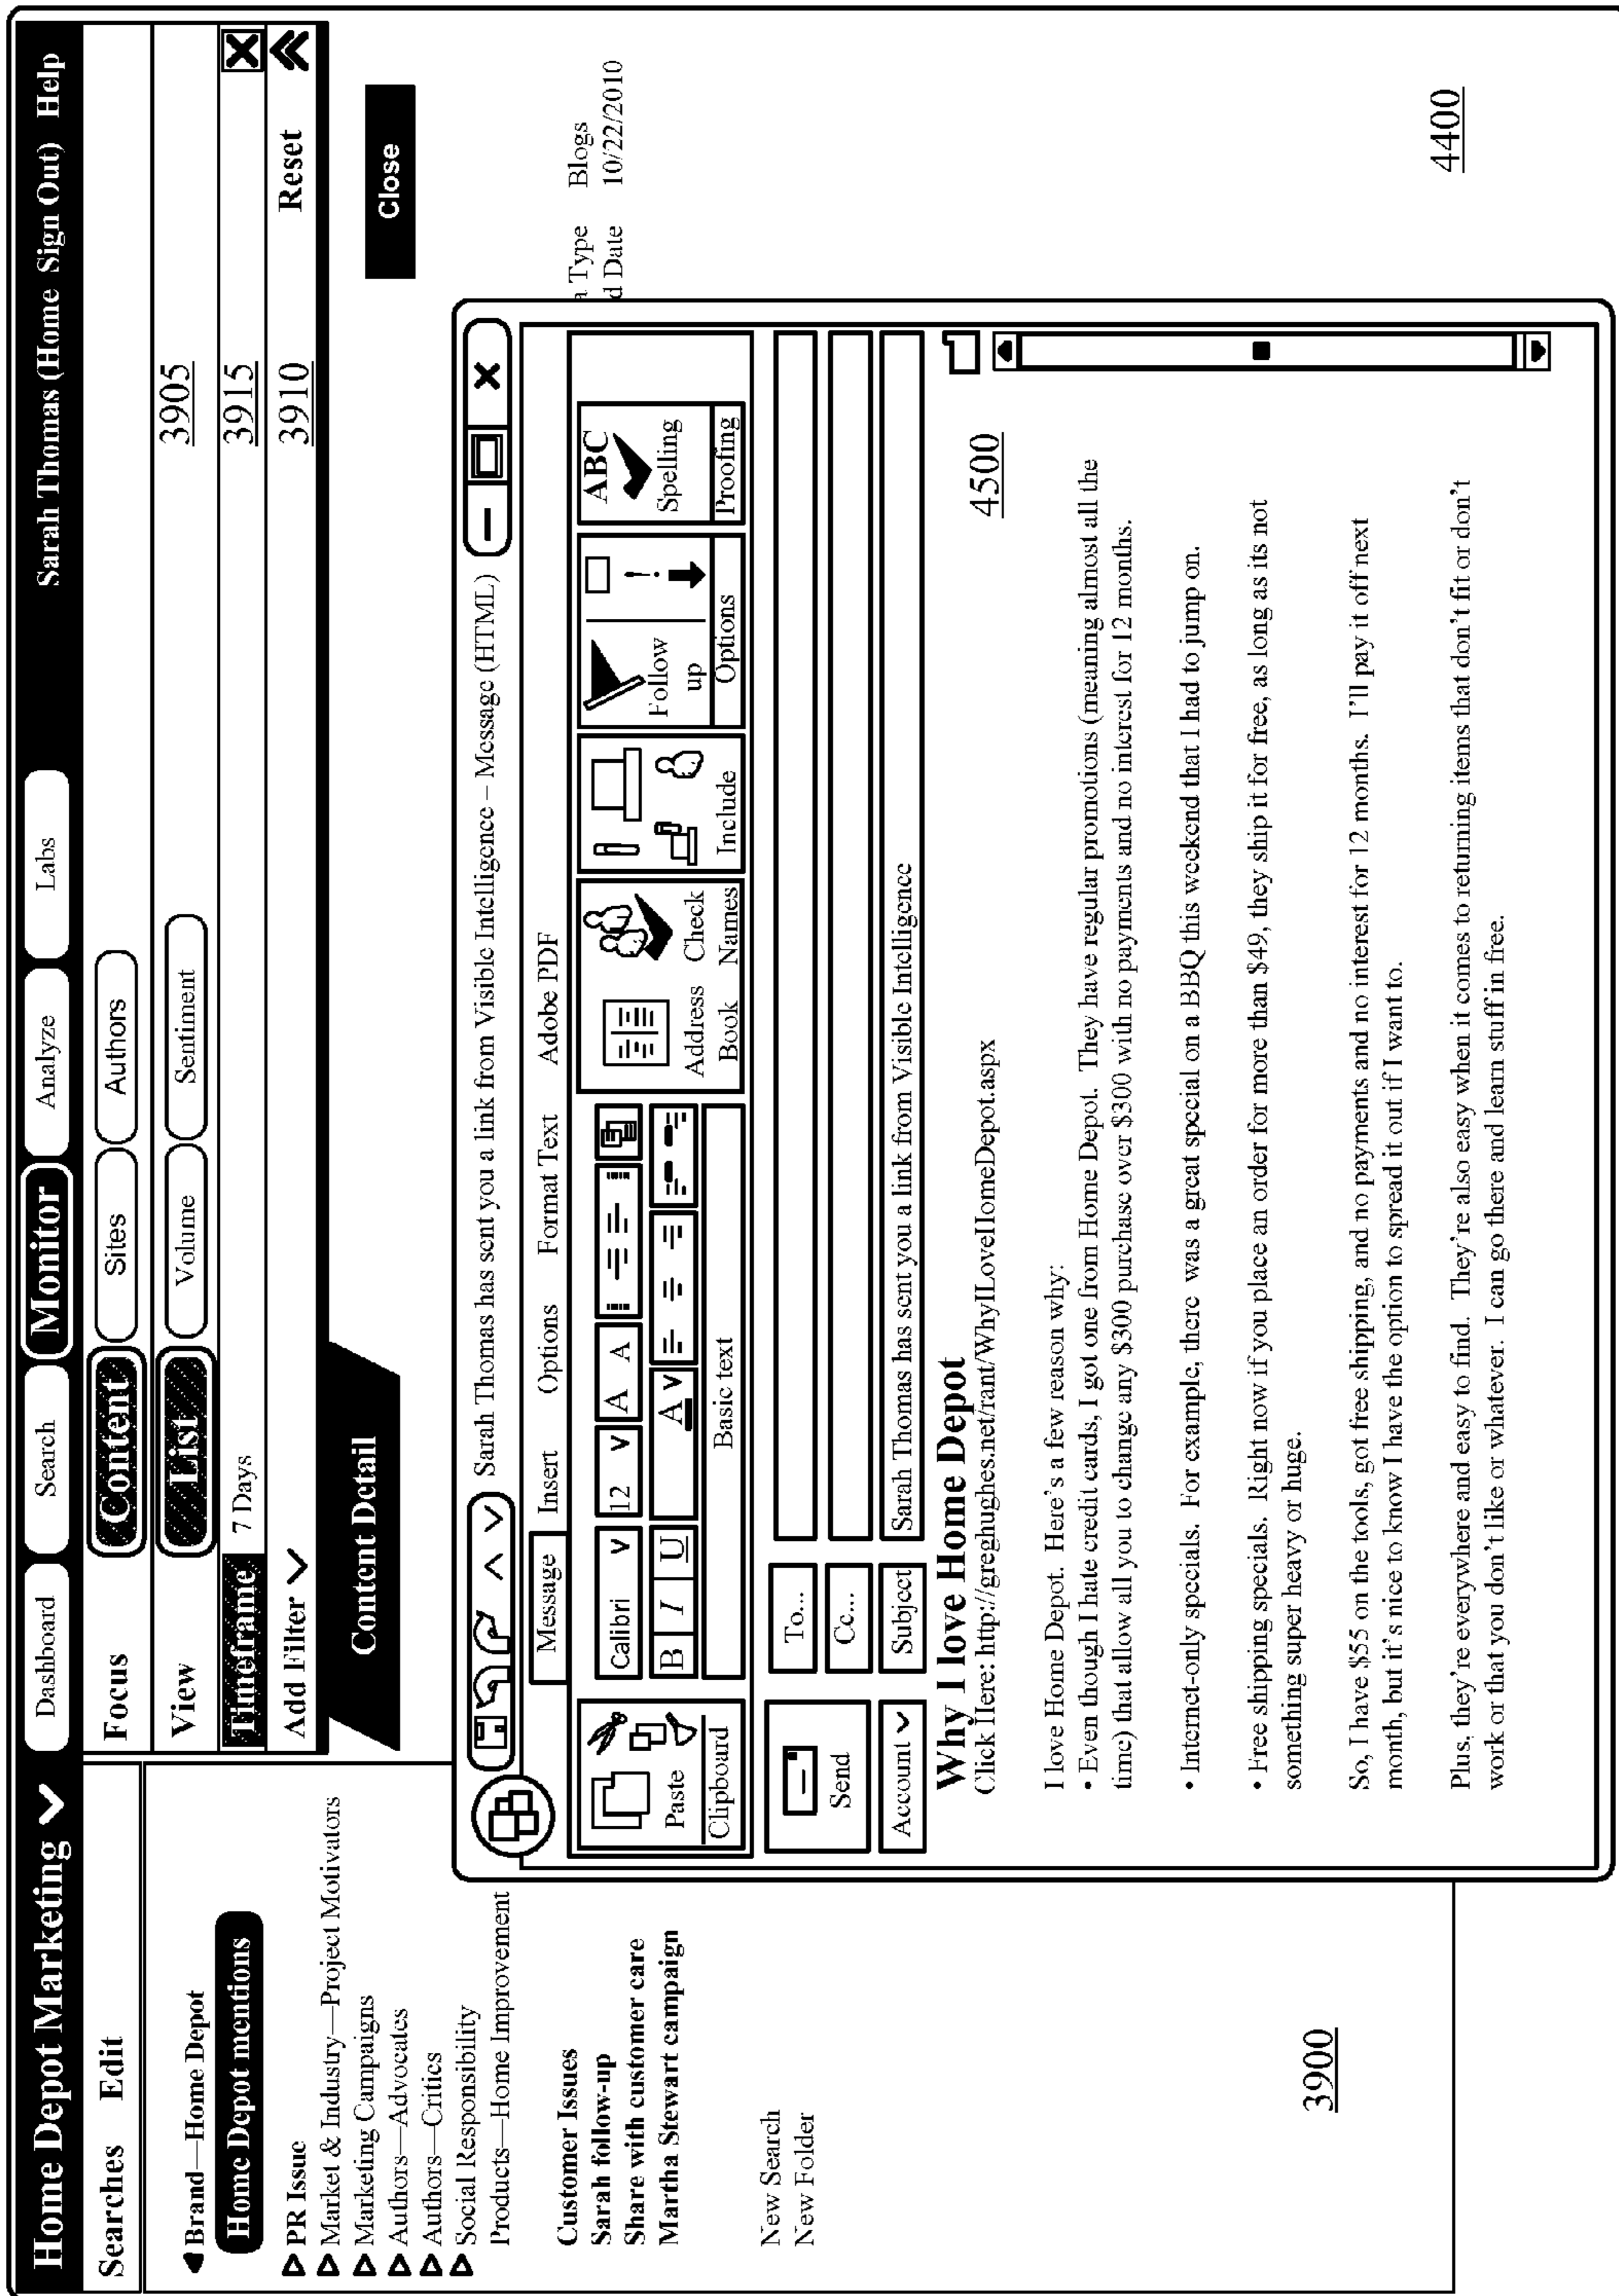 Home Depot Marketing
Dashboard
Search
Monitor
Analyze
Labs
Sarah Thomas (Home Sign Out) Help
Searches Edit
Focus
Content
Sites
Authors
View
List
Volume
Sentiment
3905
Timeframe
7 Days
3915
Add Filter
3910
Reset
Brand—Home Depot
Home Depot mentions
PR Issue
Market & Industry—Project Motivators
Marketing Campaigns
Authors—Advocates
Authors—Critics
Social Responsibility
Products—Home Improvement
Customer Issues
Sarah follow-up
Share with customer care
Martha Stewart campaign
New Search
New Folder
3900
Content Detail
Close
a Type Blogs
d Date 10/22/2010
Sarah Thomas has sent you a link from Visible Intelligence – Message (HTML)
Message Insert Options Format Text Adobe PDF
Paste
Clipboard
Calibri
12
A A
B I U
A
Basic text
Address Book
Check Names
Include
Follow up
Options
ABC
Spelling
Proofing
Send
Account
To...
Cc...
Subject
Sarah Thomas has sent you a link from Visible Intelligence
Why I love Home Depot
Click Here: http://greghughes.net/rant/WhyILoveHomeDepot.aspx
4500
I love Home Depot. Here's a few reason why:
• Even though I hate credit cards, I got one from Home Depot. They have regular promotions (meaning almost all the
time) that allow all you to change any $300 purchase over $300 with no payments and no interest for 12 months.
• Internet-only specials. For example, there was a great special on a BBQ this weekend that I had to jump on.
• Free shipping specials. Right now if you place an order for more than $49, they ship it for free, as long as its not
something super heavy or huge.
So, I have $55 on the tools, got free shipping, and no payments and no interest for 12 months. I'll pay it off next
month, but it's nice to know I have the option to spread it out if I want to.
Plus, they're everywhere and easy to find. They're also easy when it comes to returning items that don't fit or don't
work or that you don't like or whatever. I can go there and learn stuff in free.
4400